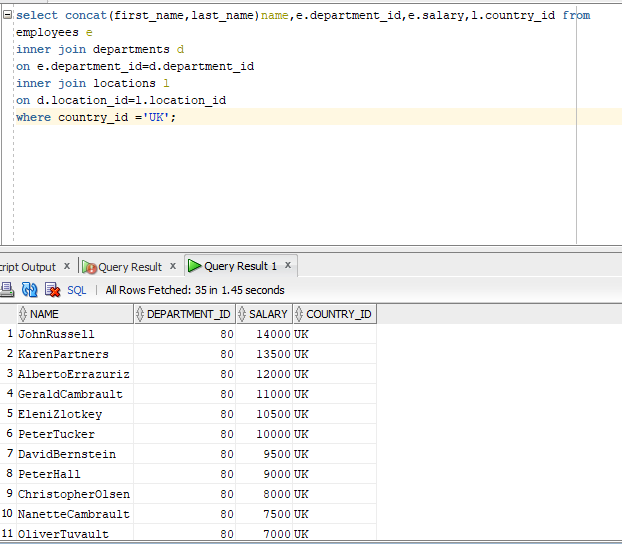 select concat(first_name,last_name)name,e.department_id,e.salary,l.country_id from
employees e
inner join departments d
on e.department_id=d.department_id
inner join locations l
on d.location_id=l.location_id
where country_id ='UK';
cript Output x Query Result x Query Result 1 x
SQL | All Rows Fetched: 35 in 1.45 seconds
NAME DEPARTMENT_ID SALARY COUNTRY_ID
1 JohnRussell 80 14000 UK
2 KarenPartners 80 13500 UK
3 AlbertoErrazuriz 80 12000 UK
4 GeraldCambrault 80 11000 UK
5 EleniZlotkey 80 10500 UK
6 PeterTucker 80 10000 UK
7 DavidBernstein 80 9500 UK
8 PeterHall 80 9000 UK
9 ChristopherOlsen 80 8000 UK
10 NanetteCambrault 80 7500 UK
11 OliverTuvault 80 7000 UK